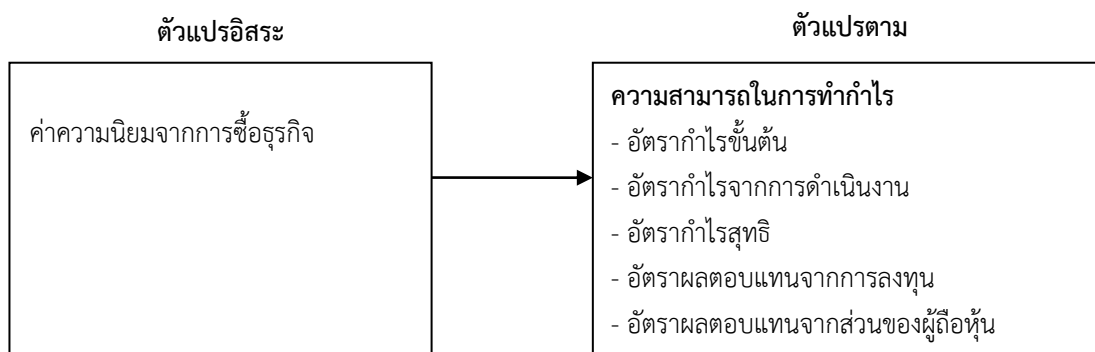 ตัวแปรอิสระ
ตัวแปรตาม
ค่าความนิยมจากการซื้อธุรกิจ
ความสามารถในการทำกำไร
- อัตรากำไรขั้นต้น
- อัตรากำไรจากการดำเนินงาน
- อัตรากำไรสุทธิ
- อัตราผลตอบแทนจากการลงทุน
- อัตราผลตอบแทนจากส่วนของผู้ถือหุ้น